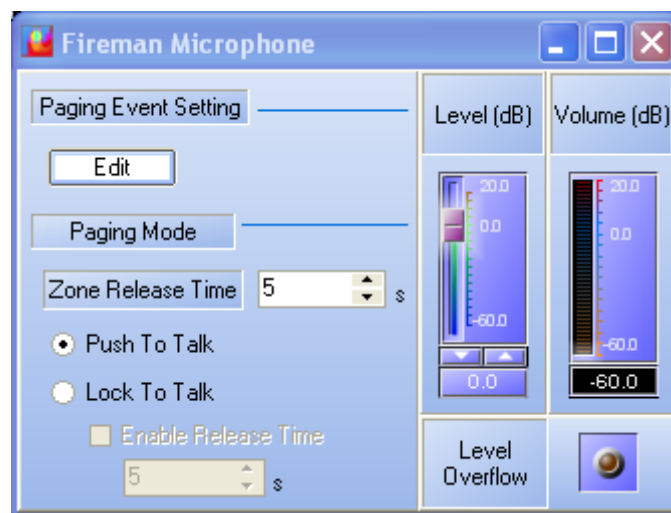 Fireman Microphone
Paging Event Setting
Edit
Paging Mode
Zone Release Time 5 s
Push To Talk
Lock To Talk
Enable Release Time
5 s
Level (dB)
20.0
0.0
-60.0
0.0
Volume (dB)
20.0
0.0
-60.0
-60.0
Level
Overflow